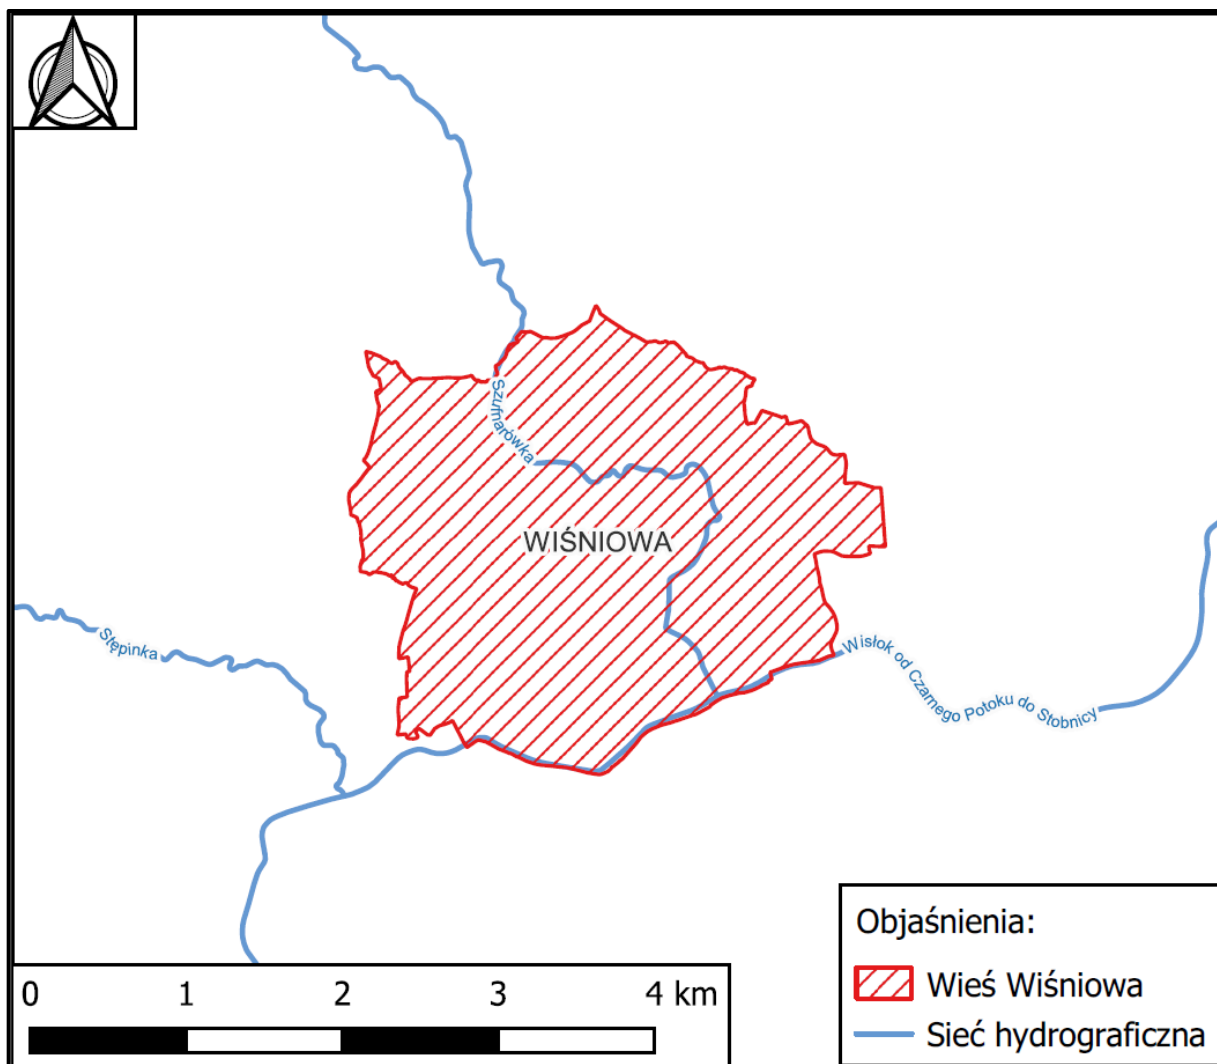 Szufnarówka
WIŚNIOWA
Stępinka
Wisłok od Czarnego Potoku do Stobnicy
Objaśnienia:
Wieś Wiśniowa
Sieć hydrograficzna
0 1 2 3 4 km